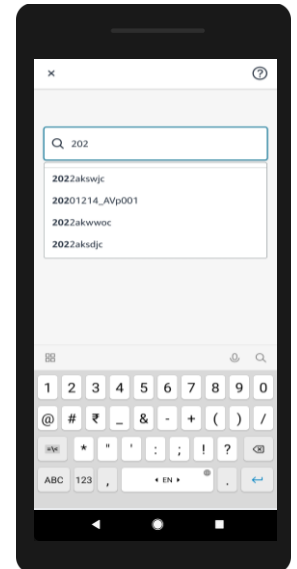 ×
?
202
2022akswjc
20201214_AVp001
2022akwwoc
2022aksdjc
1 2 3 4 5 6 7 8 9 0
@ # ₹ _ & - + ( ) /
* " ' : ; ! ?
ABC 123 , ◂ EN ▸ .